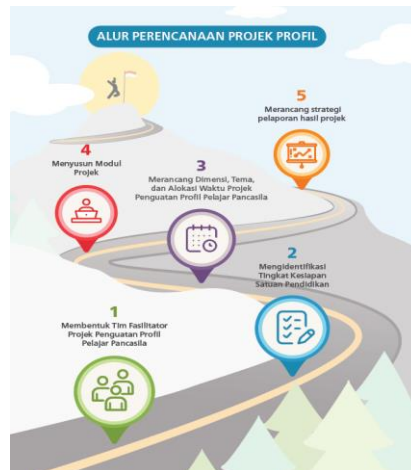 ALUR PERENCANAAN PROJEK PROFIL
5
Merancang strategi
pelaporan hasil projek
4
Menyusun Modul
Projek
3
Merancang Dimensi, Tema,
dan Alokasi Waktu Projek
Penguatan Profil Pelajar Pancasila
2
Mengidentifikasi
Tingkat Kesiapan
Satuan Pendidikan
1
Membentuk Tim Fasilitator
Projek Penguatan Profil
Pelajar Pancasila